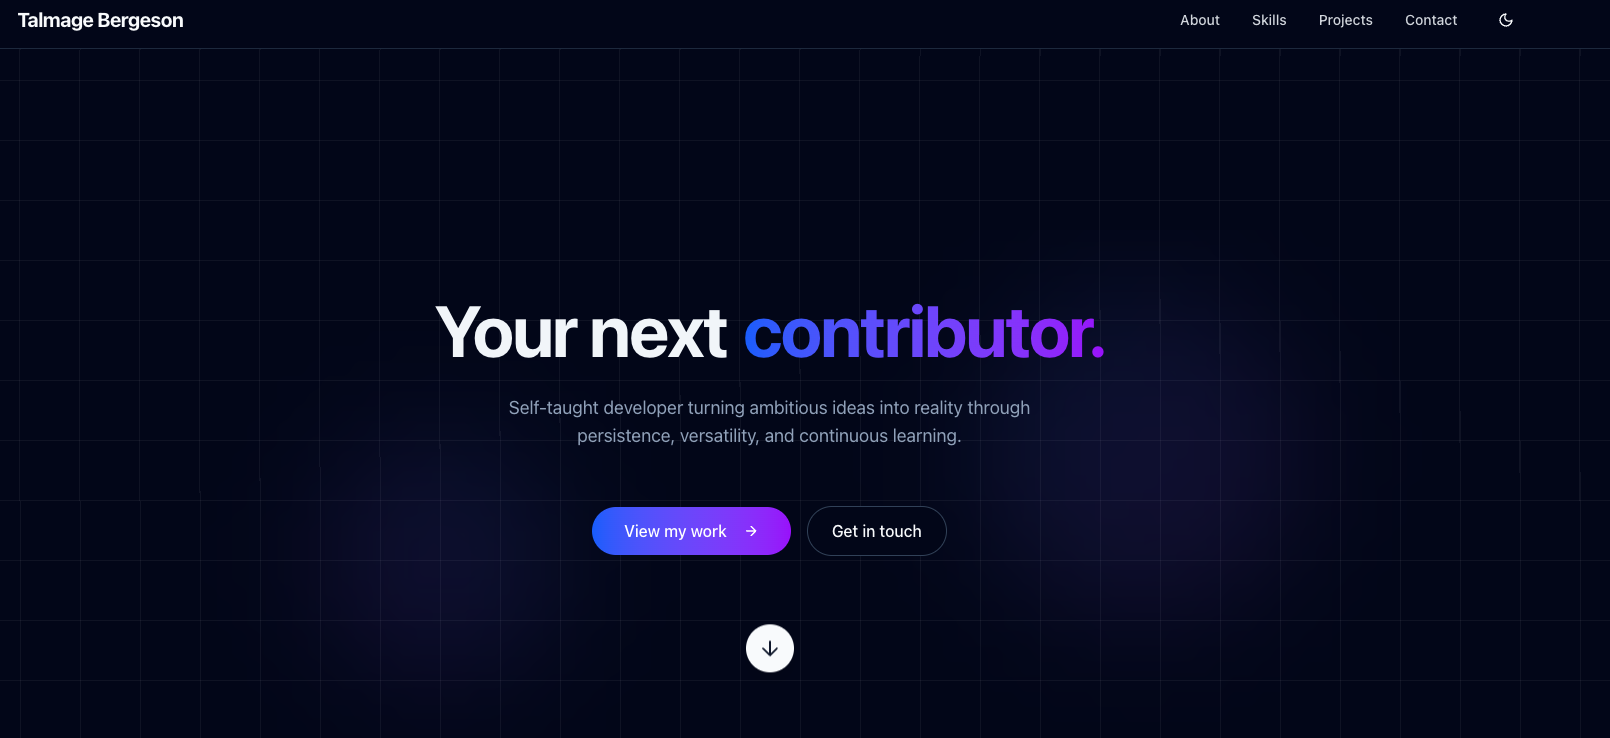 Talmage Bergeson
About
Skills
Projects
Contact
Your next contributor.
Self-taught developer turning ambitious ideas into reality through
persistence, versatility, and continuous learning.
View my work
Get in touch